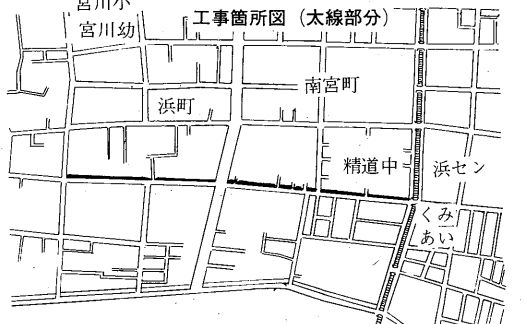 宮川小
宮川幼
工事箇所図(太線部分)
南宮町
浜町
精道中
浜セン
くみ
あい